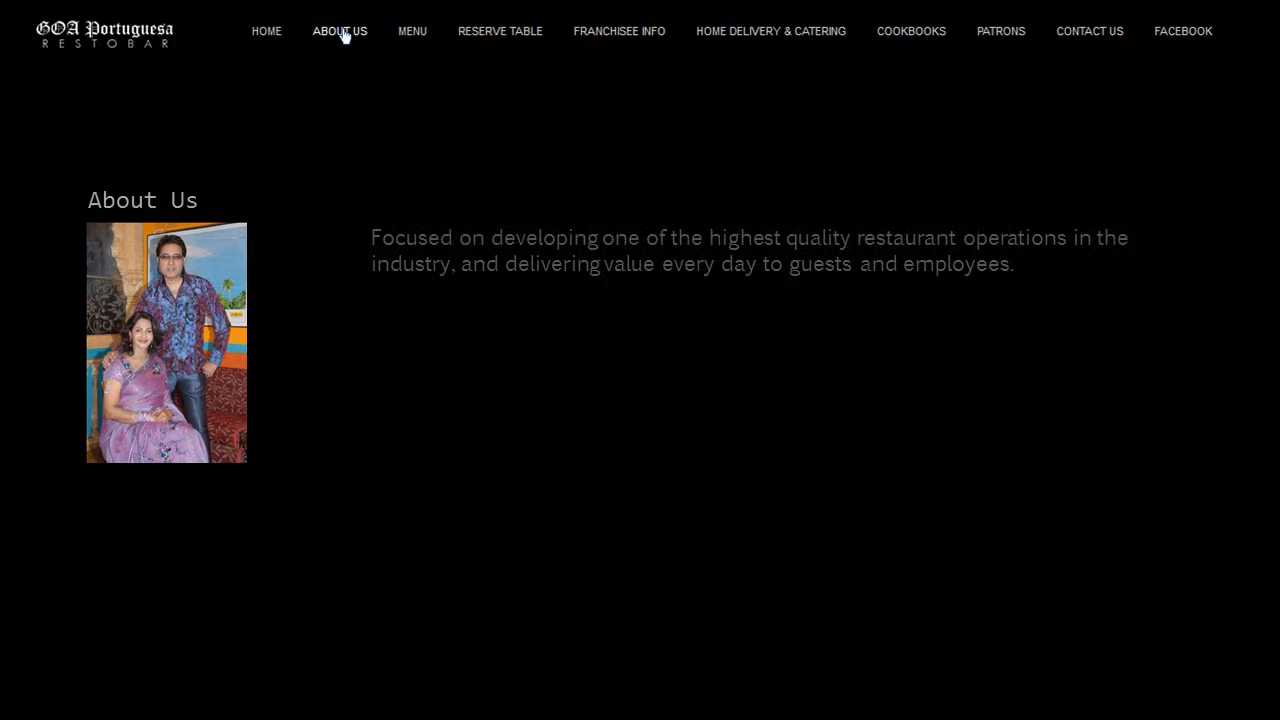 GOA Portuguesa
RESTOBAR
HOME ABOUT US MENU RESERVE TABLE FRANCHISEE INFO HOME DELIVERY & CATERING COOKBOOKS PATRONS CONTACT US FACEBOOK
About Us
Focused on developing one of the highest quality restaurant operations in the
industry, and delivering value every day to guests and employees.